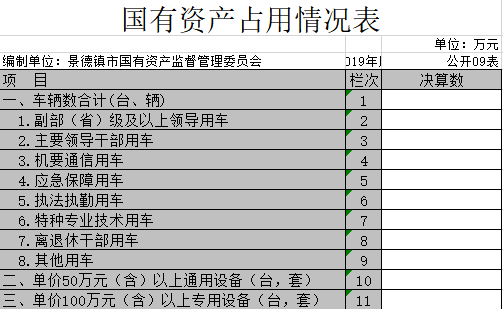 国有资产占用情况表
单位：万元
编制单位：景德镇市国有资产监督管理委员会 019年 公开09表
项 目 栏次 决算数
一、车辆数合计(台、辆) 1
1.副部（省）级及以上领导用车 2
2.主要领导干部用车 3
3.机要通信用车 4
4.应急保障用车 5
5.执法执勤用车 6
6.特种专业技术用车 7
7.离退休干部用车 8
8.其他用车 9
二、单价50万元（含）以上通用设备（台，套） 10
三、单价100万元（含）以上专用设备（台，套） 11